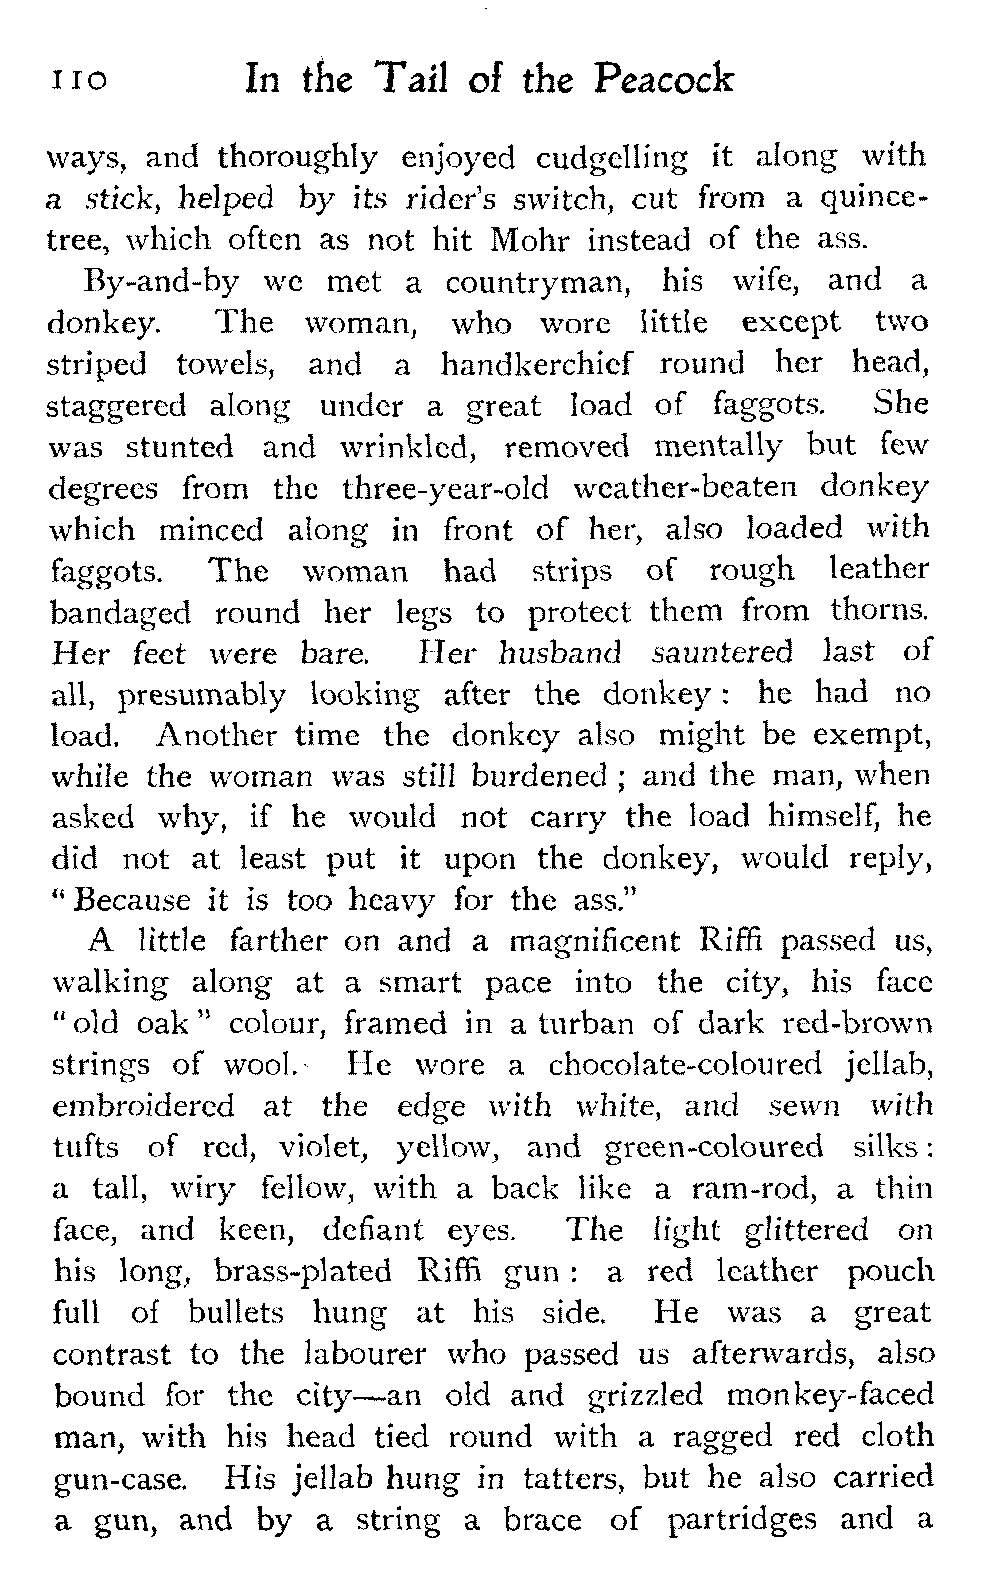 110 In the Tail of the Peacock
ways, and thoroughly enjoyed cudgelling it along with
a stick, helped by its rider's switch, cut from a quince-
tree, which often as not hit Mohr instead of the ass.
By-and-by we met a countryman, his wife, and a
donkey. The woman, who wore little except two
striped towels, and a handkerchief round her head,
staggered along under a great load of faggots. She
was stunted and wrinkled, removed mentally but few
degrees from the three-year-old weather-beaten donkey
which minced along in front of her, also loaded with
faggots. The woman had strips of rough leather
bandaged round her legs to protect them from thorns.
Her feet were bare. Her husband sauntered last of
all, presumably looking after the donkey : he had no
load. Another time the donkey also might be exempt,
while the woman was still burdened ; and the man, when
asked why, if he would not carry the load himself, he
did not at least put it upon the donkey, would reply,
"Because it is too heavy for the ass."
A little farther on and a magnificent Riffi passed us,
walking along at a smart pace into the city, his face
"old oak" colour, framed in a turban of dark red-brown
strings of wool. He wore a chocolate-coloured jellab,
embroidered at the edge with white, and sewn with
tufts of red, violet, yellow, and green-coloured silks :
a tall, wiry fellow, with a back like a ram-rod, a thin
face, and keen, defiant eyes. The light glittered on
his long, brass-plated Riffi gun : a red leather pouch
full of bullets hung at his side. He was a great
contrast to the labourer who passed us afterwards, also
bound for the city—an old and grizzled monkey-faced
man, with his head tied round with a ragged red cloth
gun-case. His jellab hung in tatters, but he also carried
a gun, and by a string a brace of partridges and a